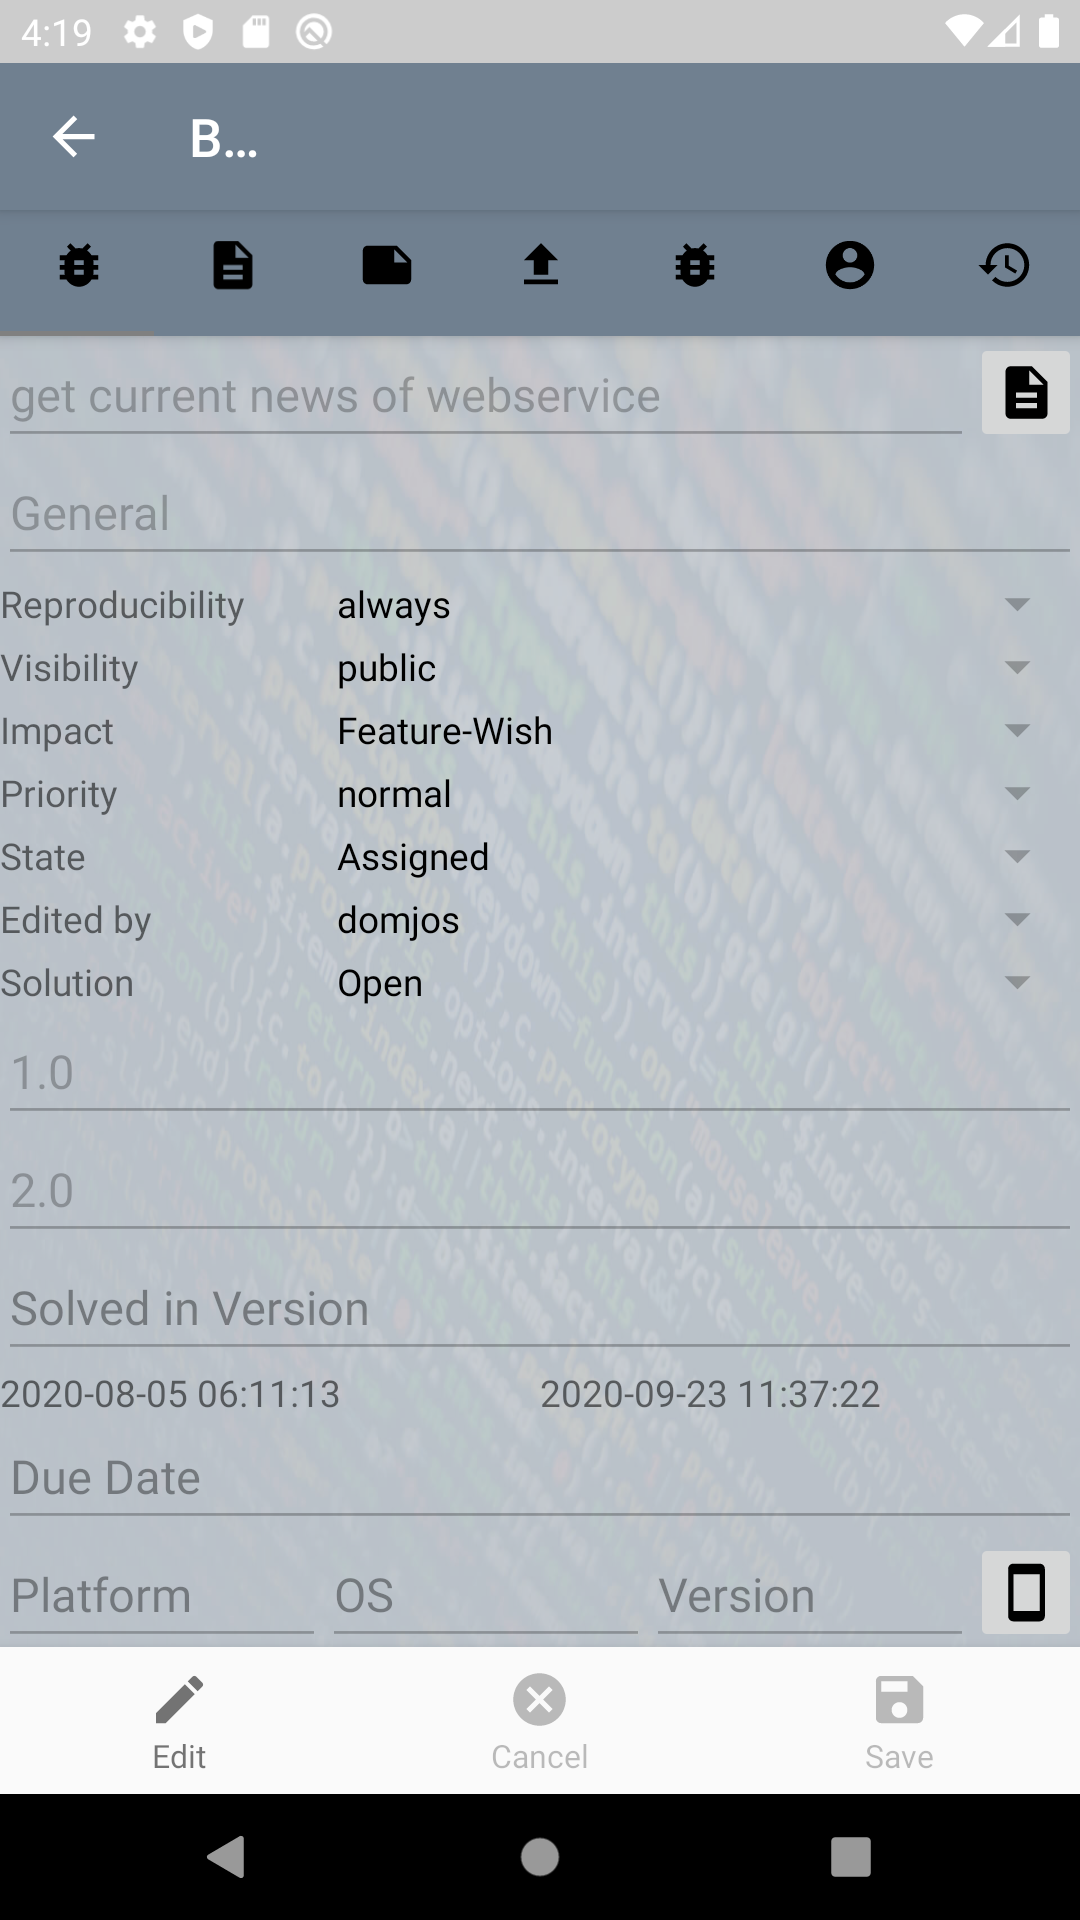 4:19
B...
get current news of webservice
General
Reproducibility always
Visibility public
Impact Feature-Wish
Priority normal
State Assigned
Edited by domjos
Solution Open
1.0
2.0
Solved in Version
2020-08-05 06:11:13 2020-09-23 11:37:22
Due Date
Platform OS Version
Edit Cancel Save